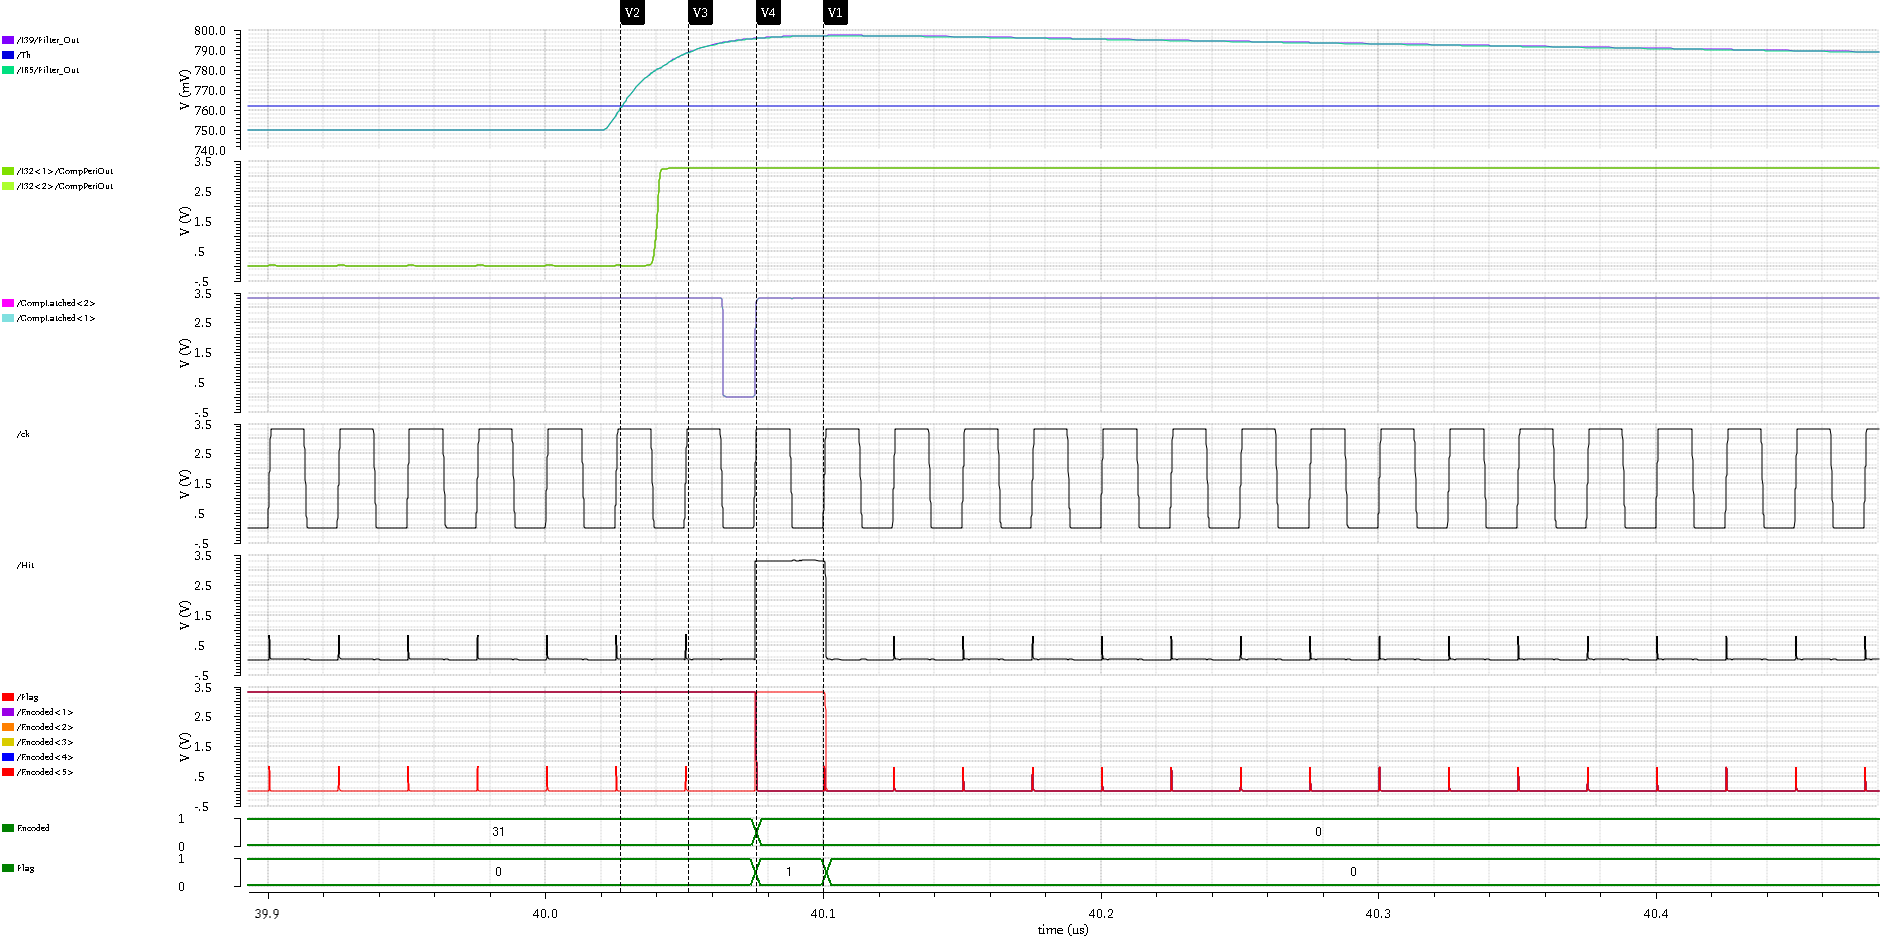 V2 V3 V4 V1
/I39/Filter_Out
/Th
/I85/Filter_Out
V (mV)
800.0
790.0
780.0
770.0
760.0
750.0
740.0
/I32<1>/CompPeriOut
/I32<2>/CompPeriOut
V (V)
3.5
2.5
1.5
.5
-.5
/CompLatched<2>
/CompLatched<1>
V (V)
3.5
2.5
1.5
.5
-.5
/ck
V (V)
3.5
2.5
1.5
.5
-.5
/Hit
V (V)
3.5
2.5
1.5
.5
-.5
/Flag
/Encoded<1>
/Encoded<2>
/Encoded<3>
/Encoded<4>
/Encoded<5>
V (V)
3.5
2.5
1.5
.5
-.5
Encoded
1
0
31 0
Flag
1
0
0 1 0
39.9 40.0 40.1 40.2 40.3 40.4
time (us)